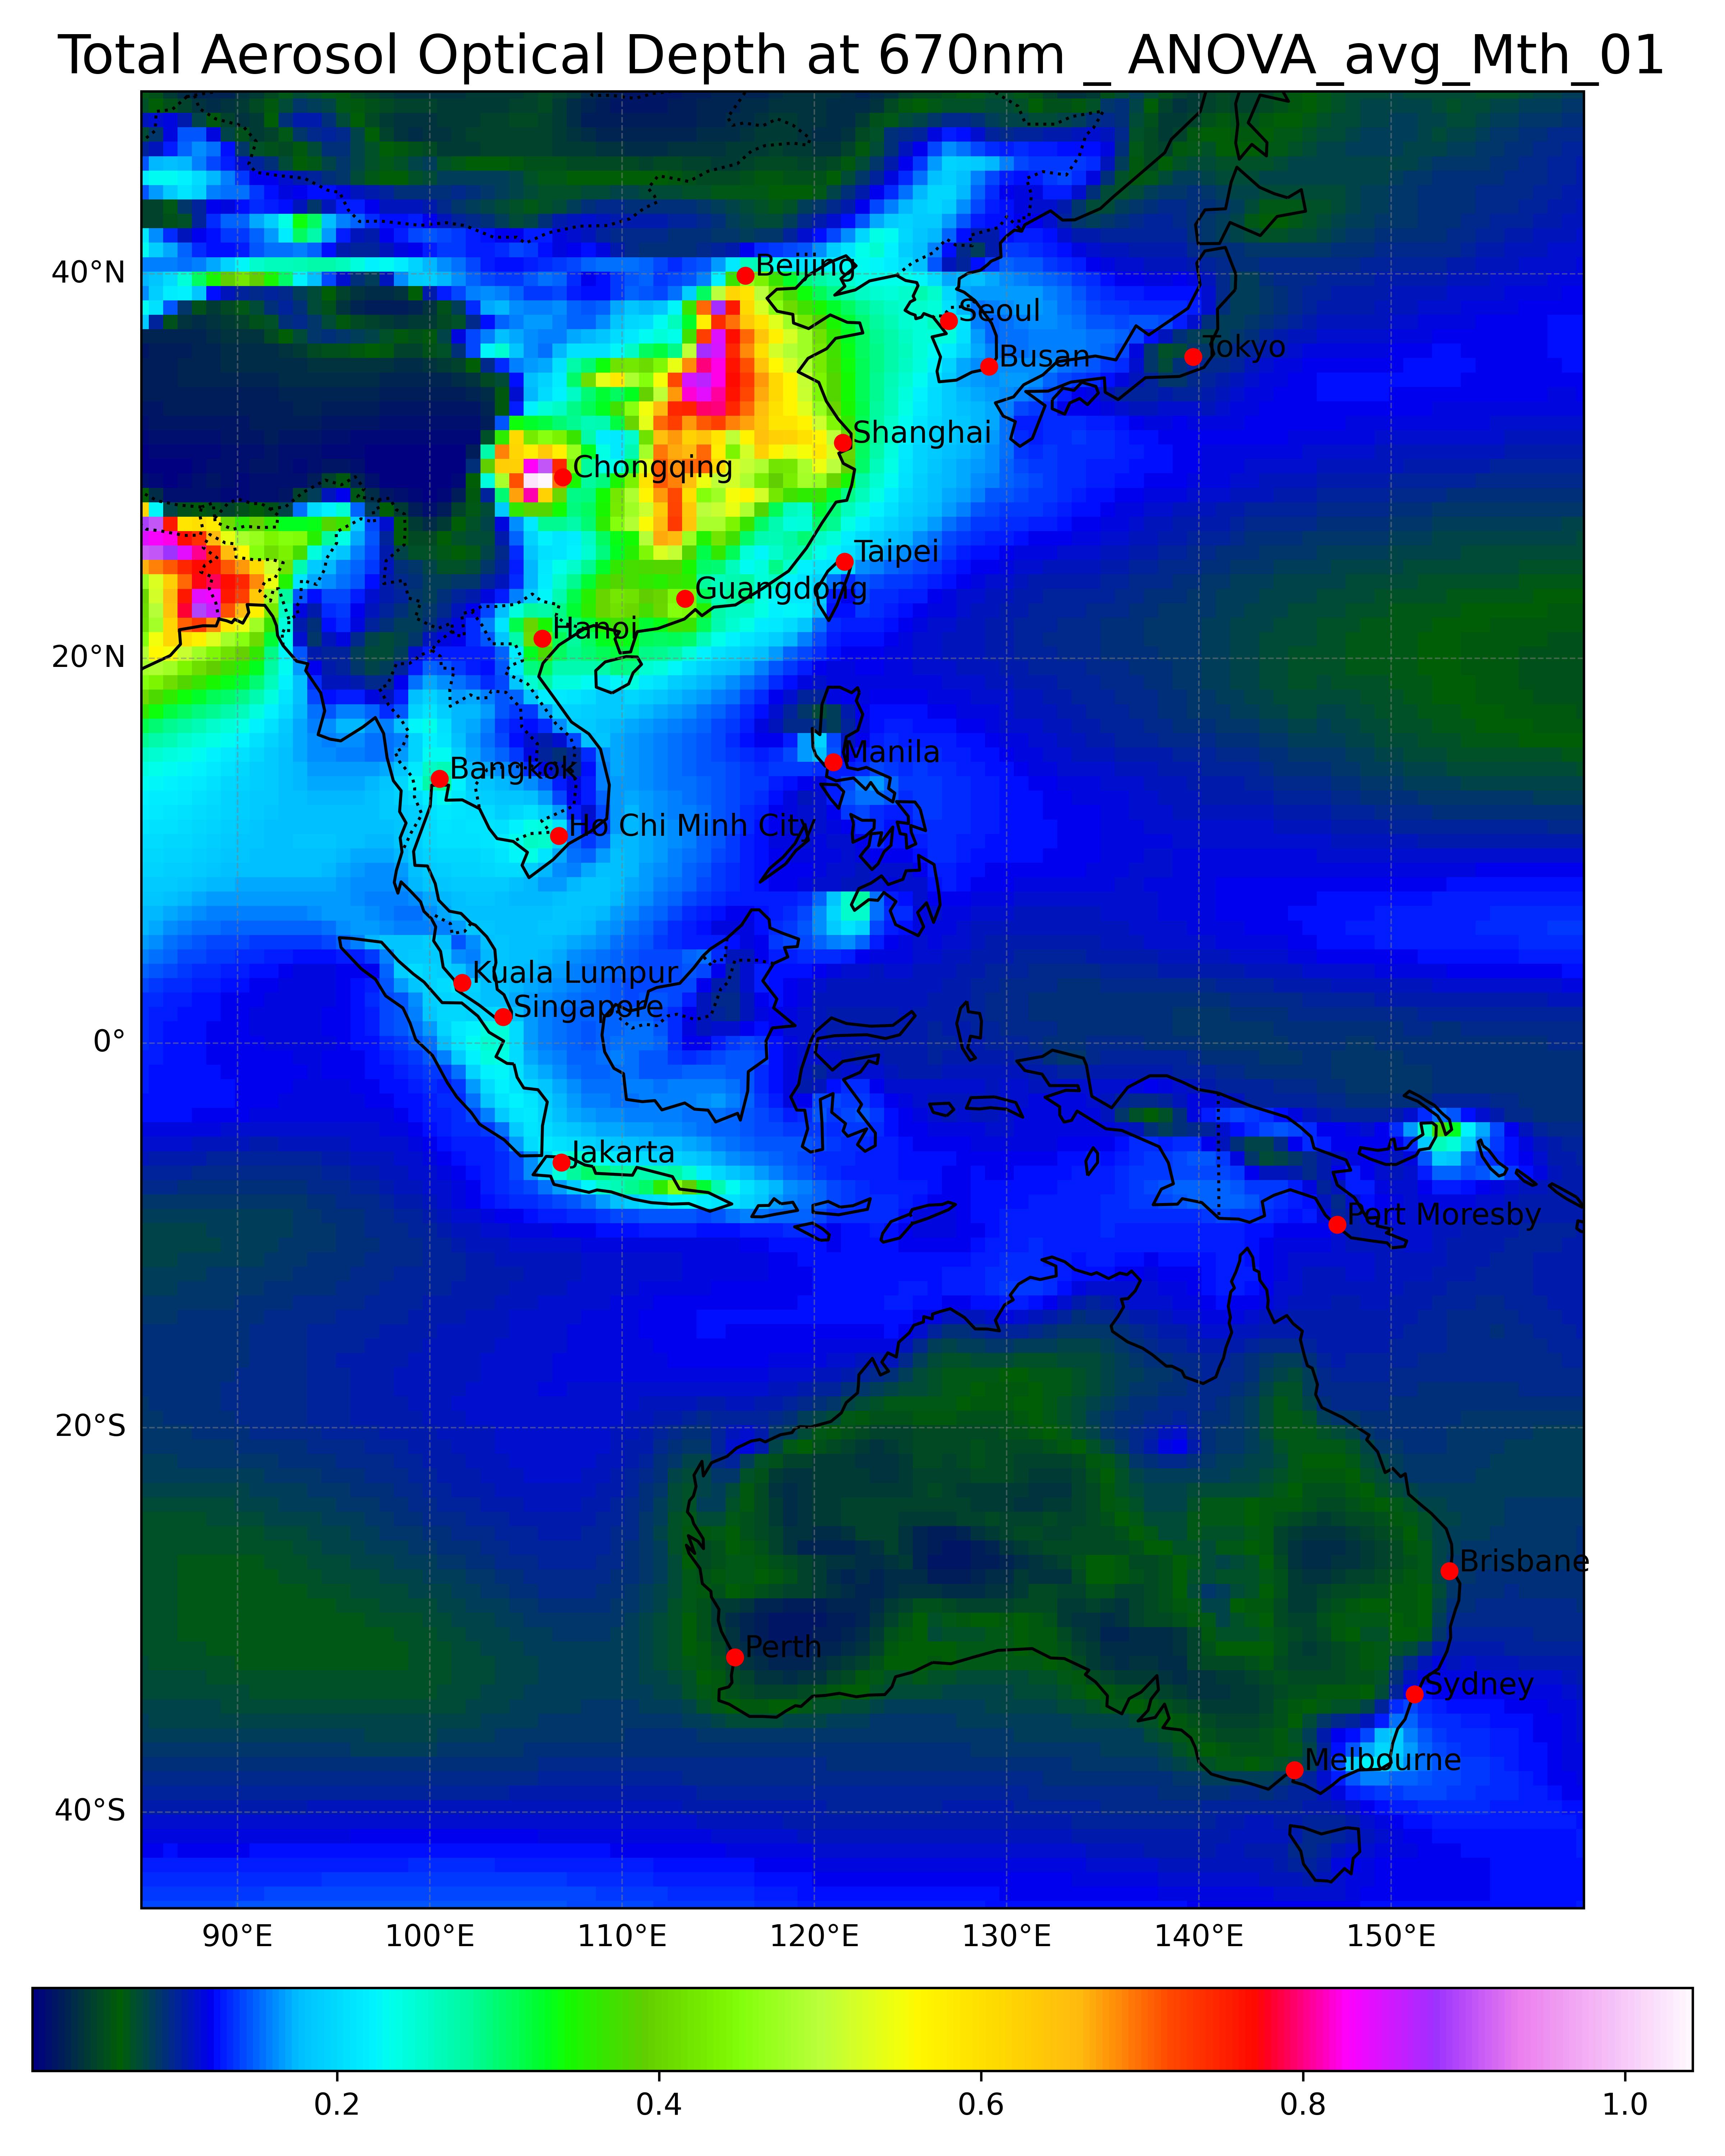 Total Aerosol Optical Depth at 670nm _ ANOVA_avg_Mth_01
40°N
20°N
0°
20°S
40°S
Beijing
Seoul
Busan
Tokyo
Shanghai
Chongqing
Taipei
Guangdong
Hanoi
Manila
Bangkok
Ho Chi Minh City
Kuala Lumpur
Singapore
Jakarta
Port Moresby
Brisbane
Perth
Sydney
Melbourne
90°E 100°E 110°E 120°E 130°E 140°E 150°E
0.2 0.4 0.6 0.8 1.0